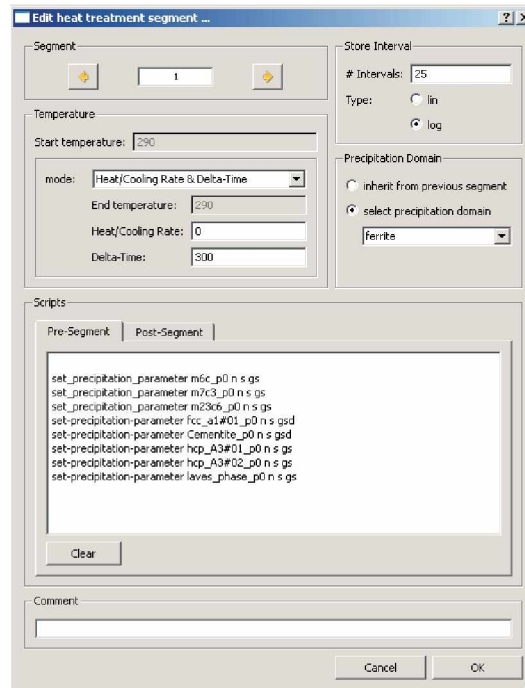 Edit heat treatment segment ...
Segment
1
Store Interval
# Intervals: 25
Type: lin
log
Temperature
Start temperature: 290
mode: Heat/Cooling Rate & Delta-Time
End temperature: 290
Heat/Cooling Rate: 0
Delta-Time: 300
Precipitation Domain
inherit from previous segment
select precipitation domain
ferrite
Scripts
Pre-Segment Post-Segment
set_precipitation_parameter m6c_p0 n s gs
set_precipitation_parameter m7c3_p0 n s gs
set_precipitation_parameter m23c6_p0 n s gs
set-precipitation-parameter fcc_a1#01_p0 n s gsd
set-precipitation-parameter Cementite_p0 n s gsd
set-precipitation-parameter hcp_A3#01_p0 n s gs
set-precipitation-parameter hcp_A3#02_p0 n s gs
set-precipitation-parameter laves_phase_p0 n s gs
Clear
Comment
Cancel OK